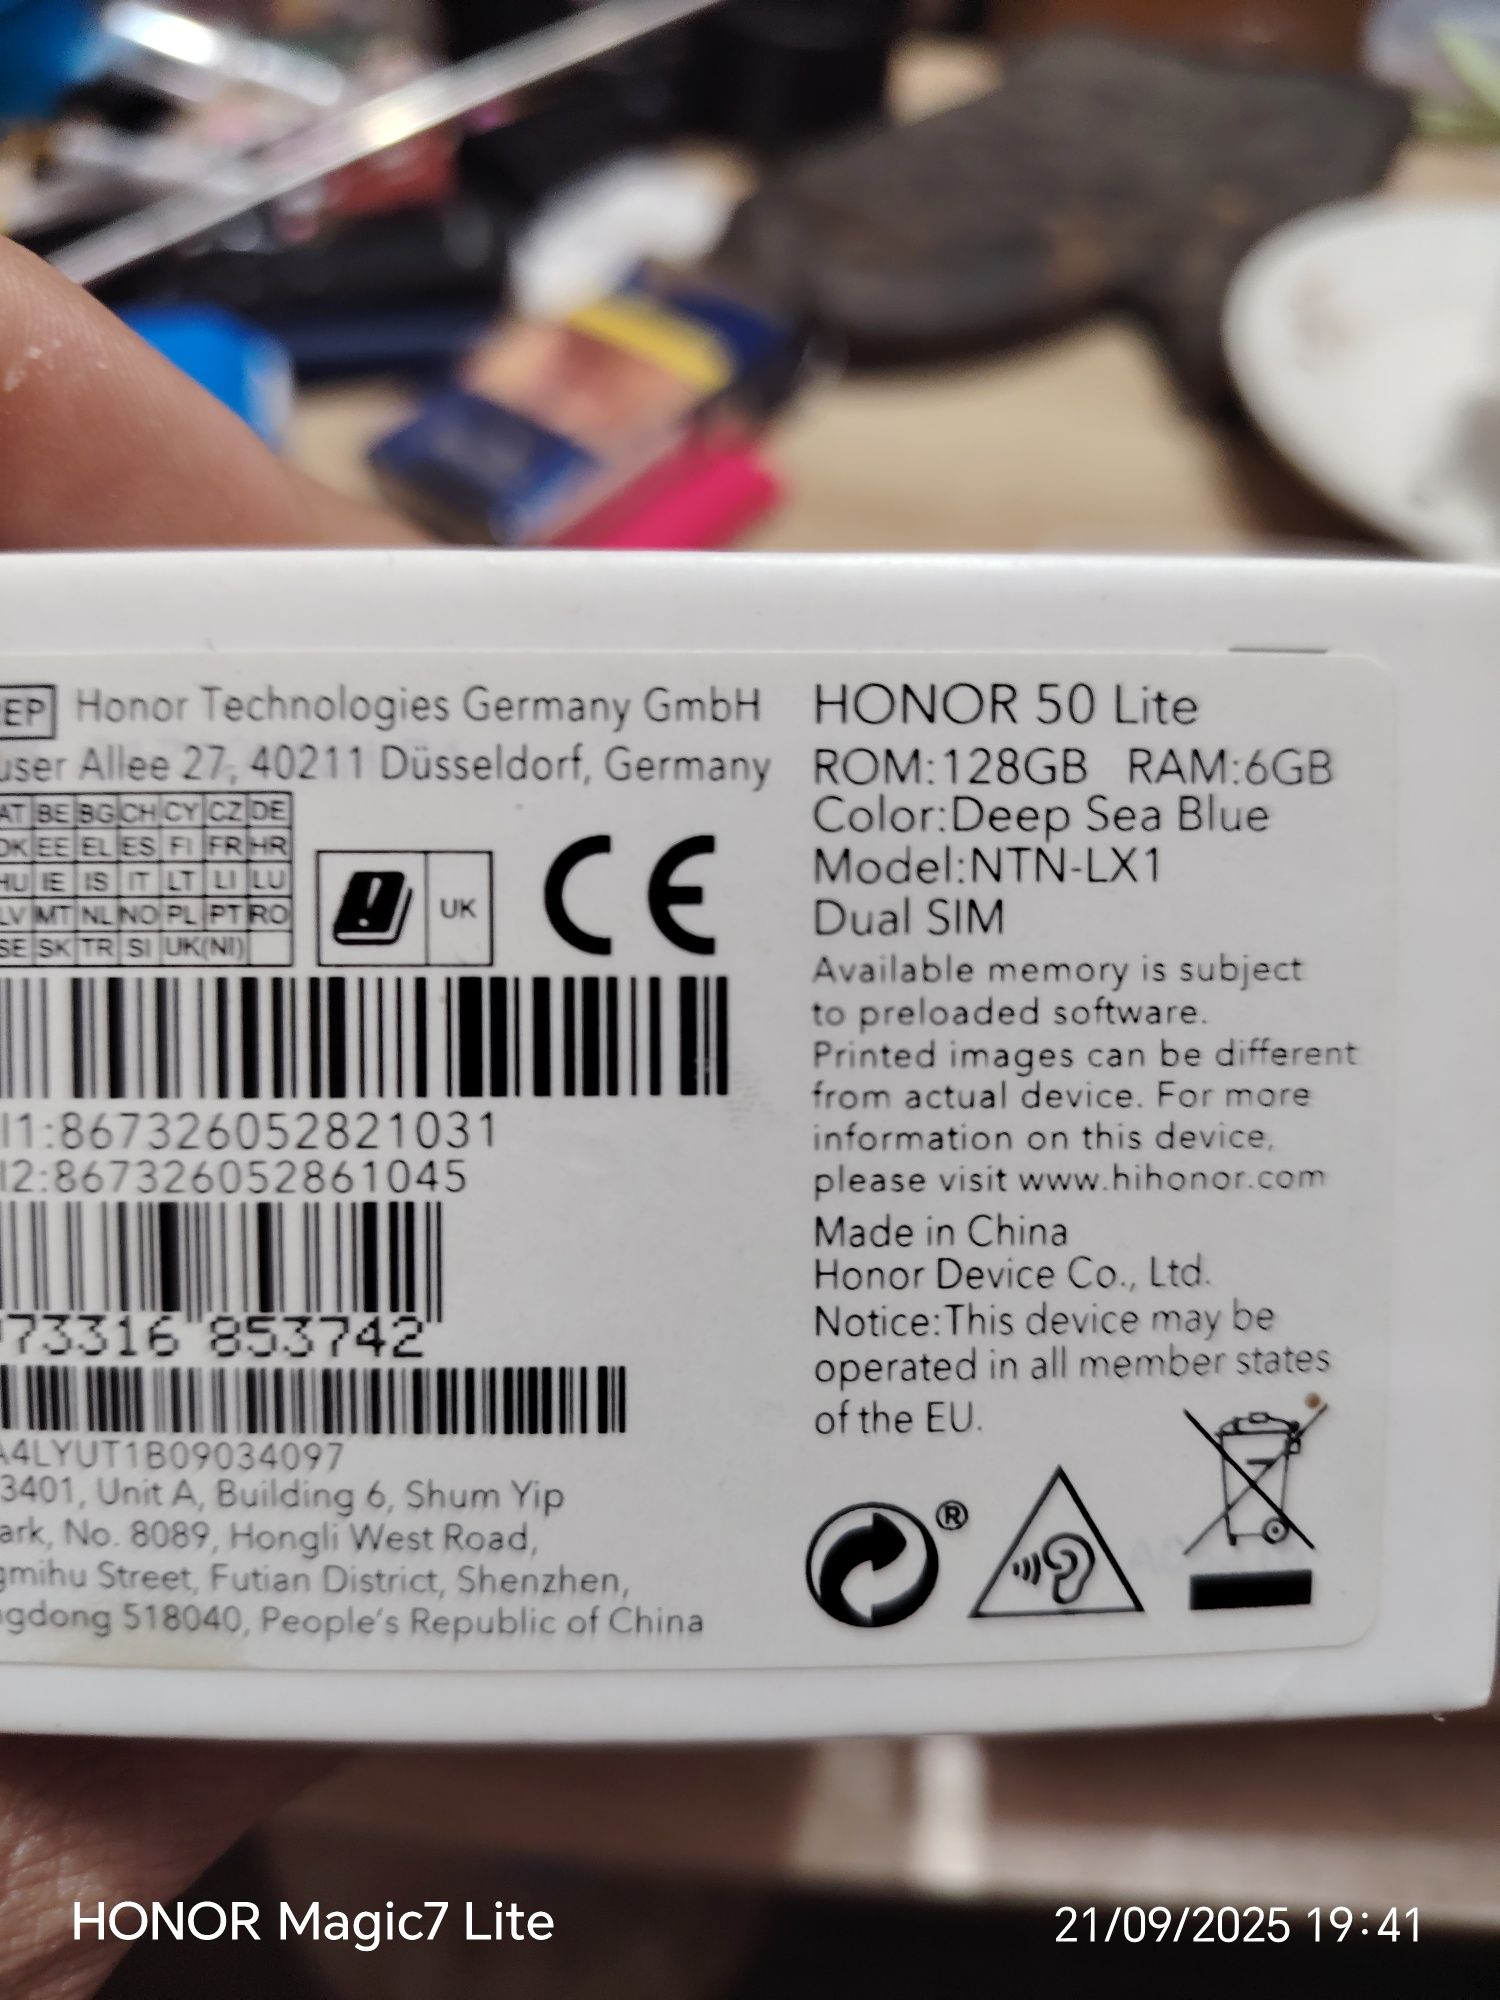 EP Honor Technologies Germany GmbH
user Allee 27, 40211 Düsseldorf, Germany
AT BE BG CH CY CZ DE
DK EE EL ES FI FR HR
HU IE IS IT LT LI LU
LV MT NL NO PL PT RO
SE SK TR SI UK(NI)
UK
CE
I1:867326052821031
I2:867326052861045
973316 853742
A4LYUT1B09034097
3401, Unit A, Building 6, Shum Yip
ark, No. 8089, Hongli West Road,
gmihu Street, Futian District, Shenzhen,
gdong 518040, People's Republic of China
HONOR 50 Lite
ROM:128GB RAM:6GB
Color:Deep Sea Blue
Model:NTN-LX1
Dual SIM
Available memory is subject
to preloaded software.
Printed images can be different
from actual device. For more
information on this device,
please visit www.hihonor.com
Made in China
Honor Device Co., Ltd.
Notice:This device may be
operated in all member states
of the EU.
®
HONOR Magic7 Lite
21/09/2025 19:41